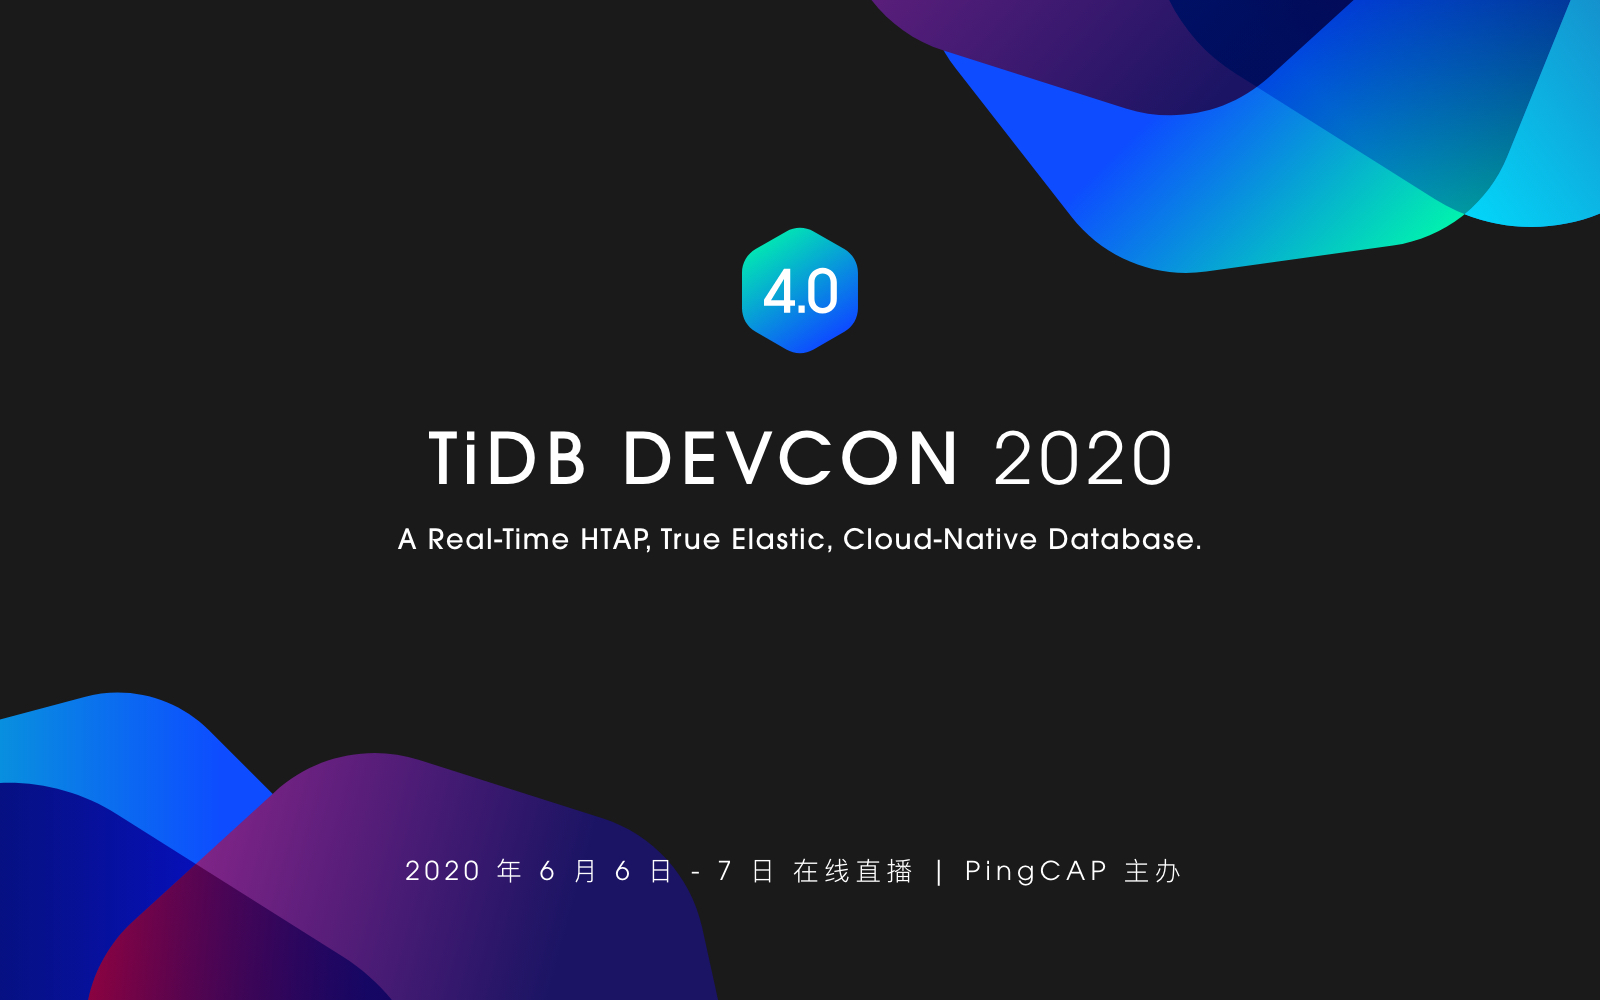 4.0
TiDB DEVCON 2020
A Real-Time HTAP, True Elastic, Cloud-Native Database.
2020 年 6 月 6 日 - 7 日 在线直播 | PingCAP 主办